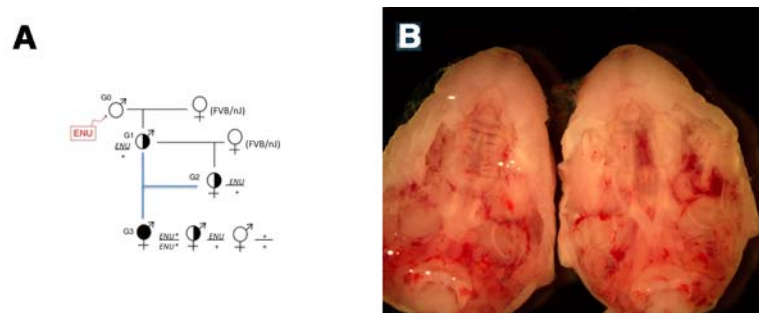 A
B
G0
(FVB/nJ)
ENU
G1
ENU
+
(FVB/nJ)
G2
ENU
+
G3
ENU*
ENU*
ENU
+
+
+